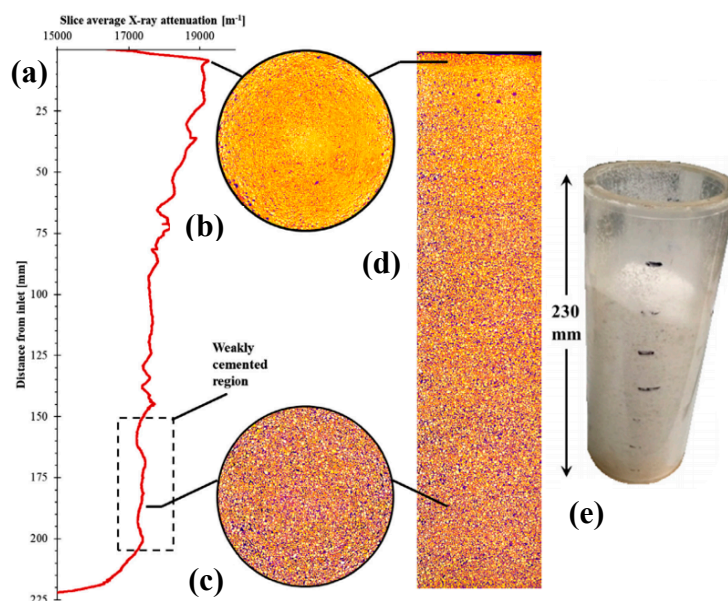 Slice average X-ray attenuation [m⁻¹]
15000 17000 19000
(a)
25
50
75
100
125
150
175
200
225
Distance from inlet [mm]
(b)
(d)
Weakly
cemented
region
(c)
230
mm
(e)